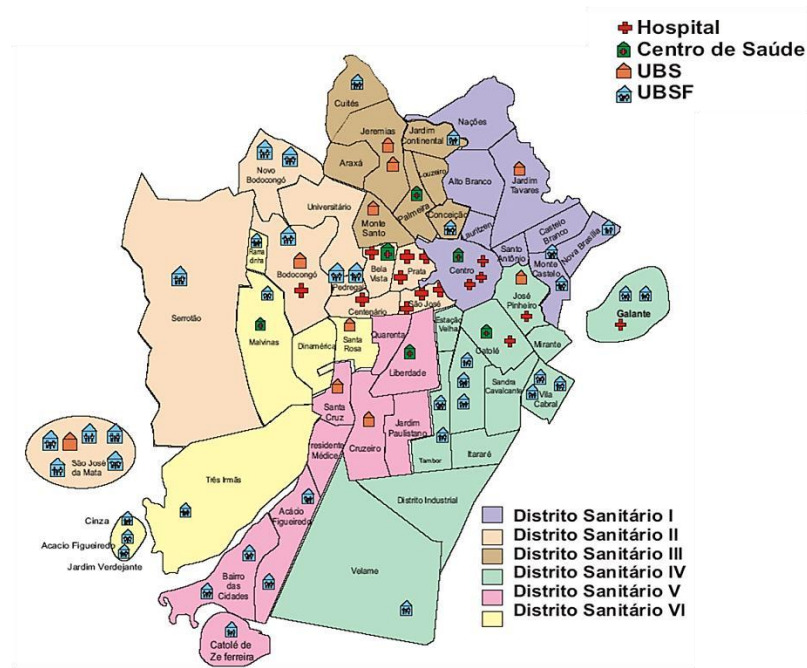 Hospital
Centro de Saúde
UBS
UBSF
Cuités
Nações
Jeremias
Jardim
Continental
Araxá
Louzeiro
Alto Branco
Jardim
Tavares
Novo
Bodocongó
Universitário
Palmeira
Conceição
Monte
Santo
Lauritzen
Castelo
Branco
Nova Brasília
Santo
Antônio
Monte
Castelo
Rama
dinha
Bodocongó
Pedregal
Bela
Vista
Prata
Centro
Serrotão
Centenário
São José
José
Pinheiro
Galante
Malvinas
Dinamérica
Santa
Rosa
Quarenta
Estação
Velha
Catolé
Mirante
Liberdade
Sandra
Cavalcante
Vila
Cabral
Santa
Cruz
Cruzeiro
Jardim
Paulistano
São José
da Mata
Presidente
Médice
Tambor
Itararé
Três Irmãs
Distrito Industrial
Cinza
Acácio
Figueiredo
Acacio Figueiredo
Jardim Verdejante
Bairro
das
Cidades
Velame
Catolé de
Ze ferreira
Distrito Sanitário I
Distrito Sanitário II
Distrito Sanitário III
Distrito Sanitário IV
Distrito Sanitário V
Distrito Sanitário VI